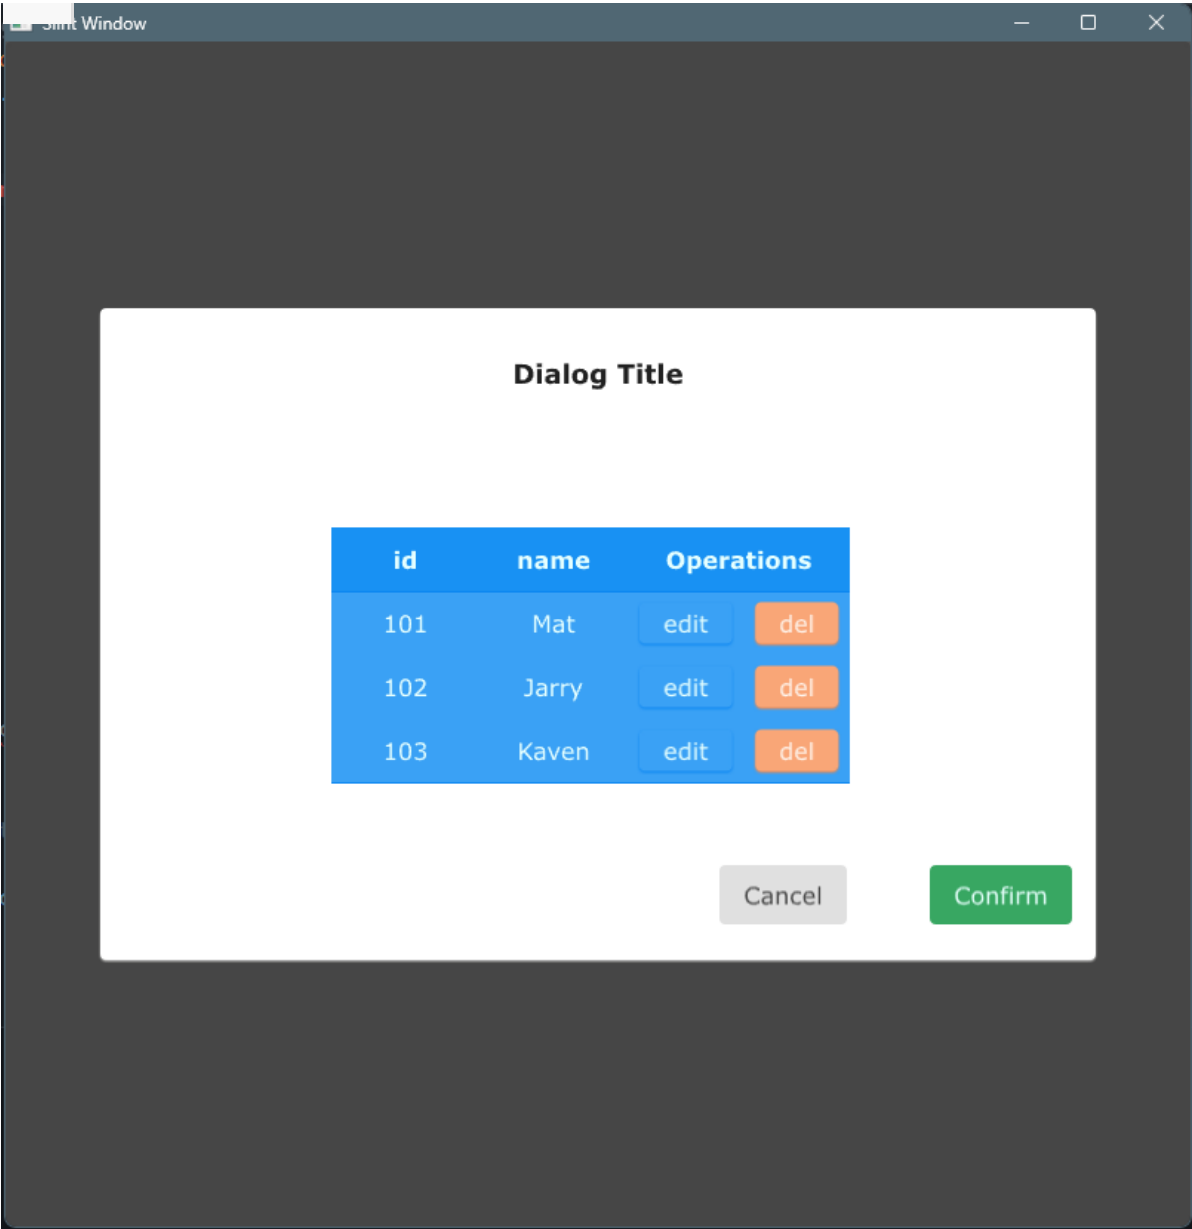 Slint Window
Dialog Title
id name Operations
101 Mat edit del
102 Jarry edit del
103 Kaven edit del
Cancel Confirm